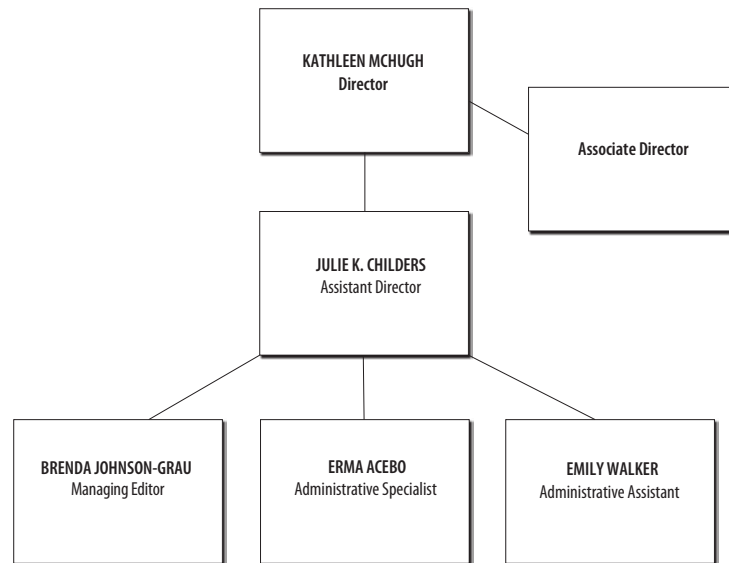 KATHLEEN MCHUGH
Director
Associate Director
JULIE K. CHILDERS
Assistant Director
BRENDA JOHNSON-GRAU
Managing Editor
ERMA ACEBO
Administrative Specialist
EMILY WALKER
Administrative Assistant